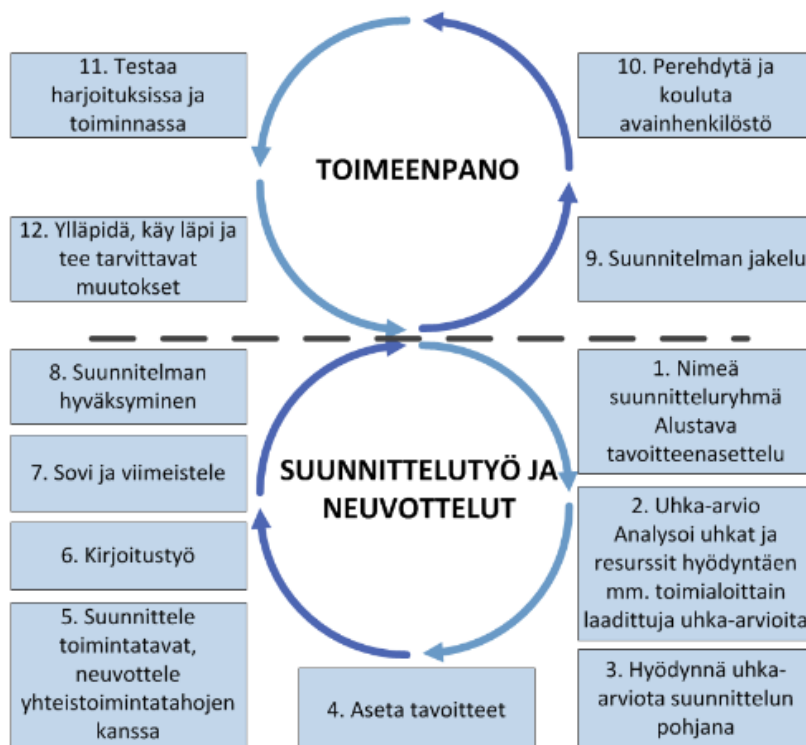 11. Testaa
harjoituksissa ja
toiminnassa
10. Perehdytä ja
kouluta
avainhenkilöstö
TOIMEENPANO
12. Ylläpidä, käy läpi ja
tee tarvittavat
muutokset
9. Suunnitelman jakelu
8. Suunnitelman
hyväksyminen
1. Nimeä
suunnitteluryhmä
Alustava
tavoitteenasettelu
7. Sovi ja viimeistele
SUUNNITTELUTYÖ JA
NEUVOTTELUT
2. Uhka-arvio
Analysoi uhkat ja
resurssit hyödyntäen
mm. toimialoittain
laadittuja uhka-arvioita
6. Kirjoitustyö
5. Suunnittele
toimintatavat,
neuvottele
yhteistoimintatahojen
kanssa
4. Aseta tavoitteet
3. Hyödynnä uhka-
arviota suunnittelun
pohjana